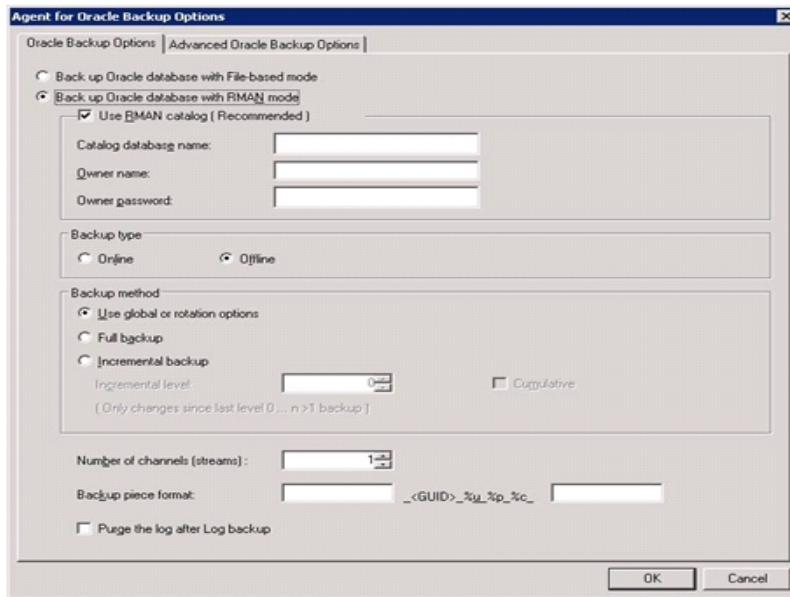 Agent for Oracle Backup Options
Oracle Backup Options
Advanced Oracle Backup Options
Back up Oracle database with File-based mode
Back up Oracle database with RMAN mode
Use RMAN catalog ( Recommended )
Catalog database name:
Owner name:
Owner password:
Backup type
Online
Offline
Backup method
Use global or rotation options
Full backup
Incremental backup
Incremental level: 0
Cumulative
( Only changes since last level 0 ... n >1 backup )
Number of channels (streams) : 1
Backup piece format: _<GUID>_%u_%p_%c_
Purge the log after Log backup
OK
Cancel